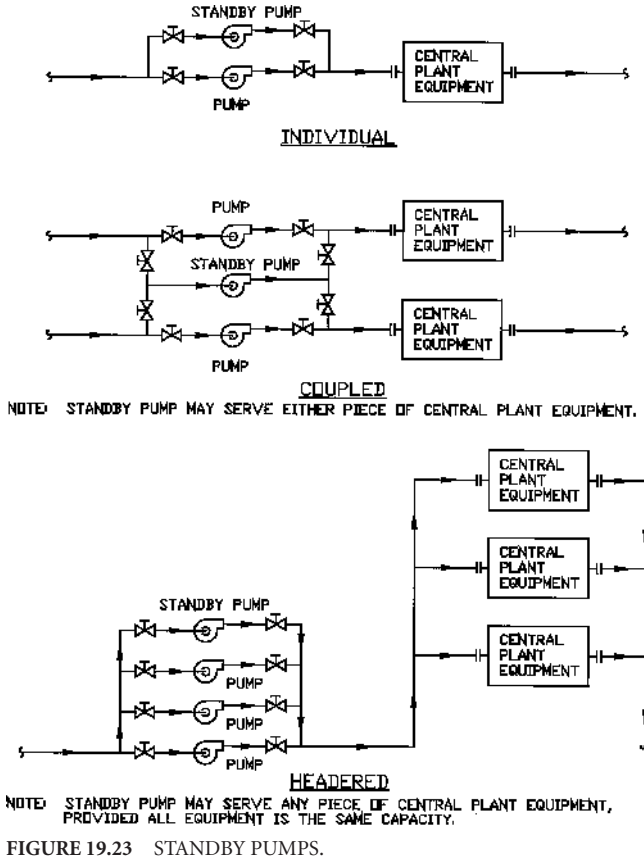 STANDBY PUMP
PUMP
CENTRAL
PLANT
EQUIPMENT
INDIVIDUAL
PUMP
CENTRAL
PLANT
EQUIPMENT
STANDBY PUMP
PUMP
CENTRAL
PLANT
EQUIPMENT
COUPLED
NOTE: STANDBY PUMP MAY SERVE EITHER PIECE OF CENTRAL PLANT EQUIPMENT.
CENTRAL
PLANT
EQUIPMENT
CENTRAL
PLANT
EQUIPMENT
STANDBY PUMP
PUMP
PUMP
PUMP
CENTRAL
PLANT
EQUIPMENT
HEADERED
NOTE: STANDBY PUMP MAY SERVE ANY PIECE OF CENTRAL PLANT EQUIPMENT,
PROVIDED ALL EQUIPMENT IS THE SAME CAPACITY.
FIGURE 19.23 STANDBY PUMPS.